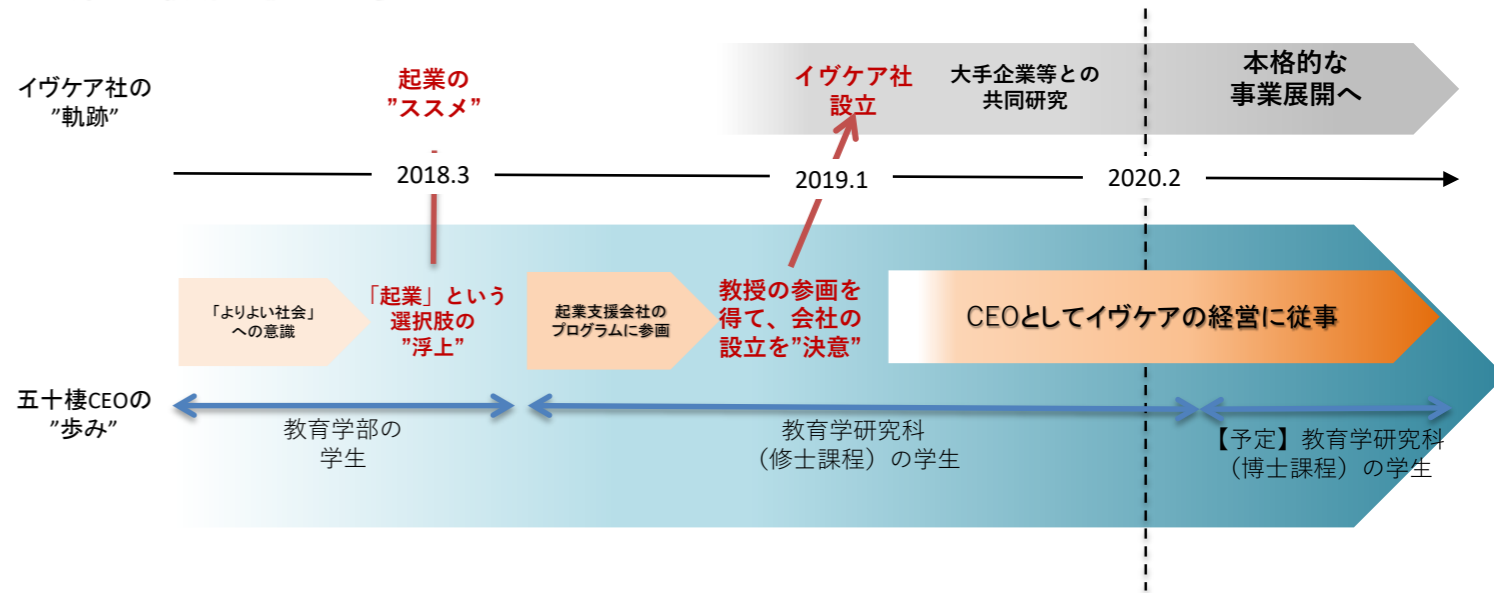 イヴケア社の
”軌跡”
起業の
”ススメ”
イヴケア社
設立
大手企業等との
共同研究
本格的な
事業展開へ
2018.3
2019.1
2020.2
「よりよい社会」
への意識
「起業」という
選択肢の
”浮上”
起業支援会社の
プログラムに参画
教授の参画を
得て、会社の
設立を”決意”
CEOとしてイヴケアの経営に従事
五十棲CEOの
”歩み”
教育学部の
学生
教育学研究科
（修士課程）の学生
【予定】教育学研究科
（博士課程）の学生